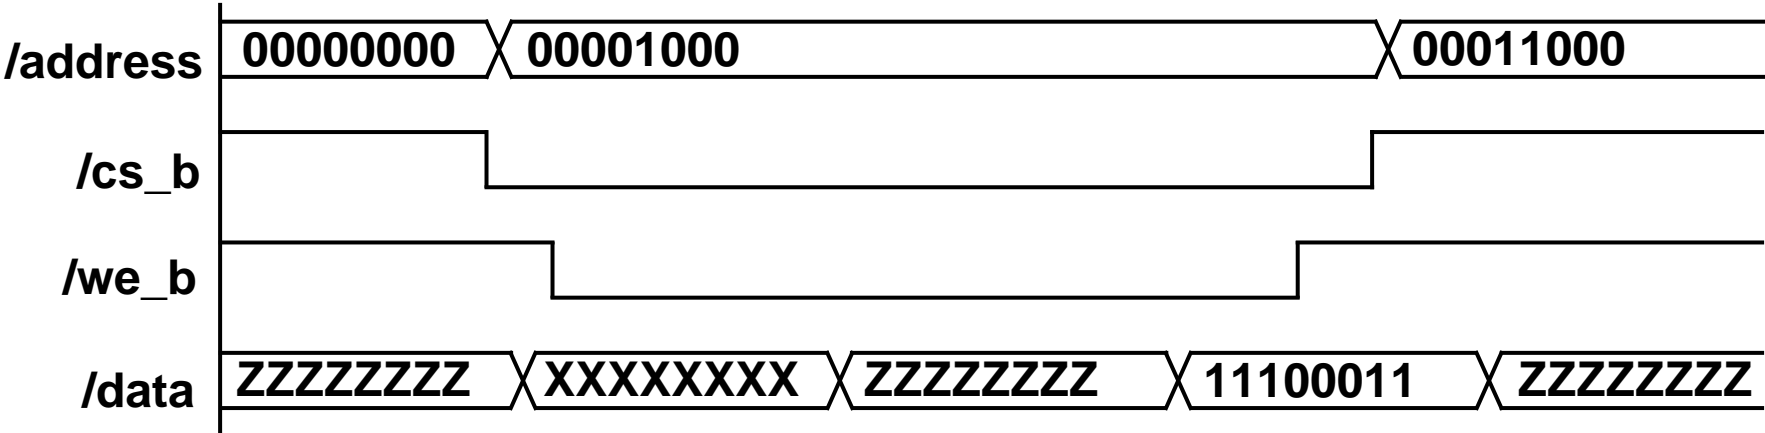 /address 00000000 00001000 00011000
/cs_b
/we_b
/data ZZZZZZZZ XXXXXXXX ZZZZZZZZ 11100011 ZZZZZZZZ